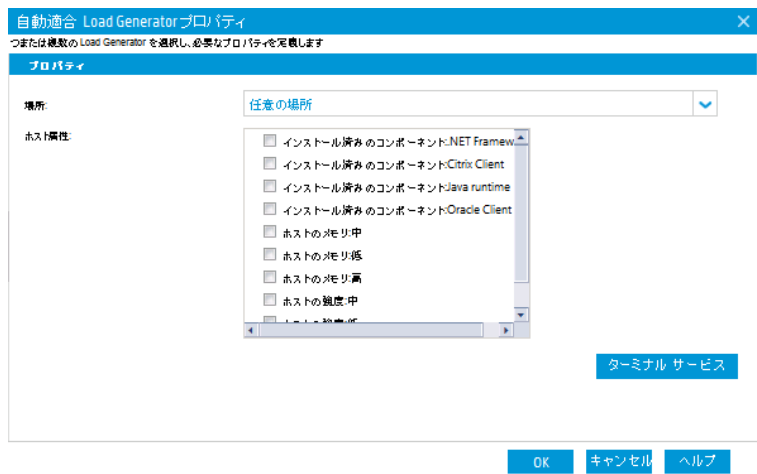 自動適合 Load Generatorプロパティ
つまたは複数の Load Generator を選択し、必要なプロパティを定義します
プロパティ
場所:
任意の場所
ホスト属性:
インストール済みのコンポーネント:.NET Framew
インストール済みのコンポーネント:Citrix Client
インストール済みのコンポーネント:Java runtime
インストール済みのコンポーネント:Oracle Client
ホストのメモリ:中
ホストのメモリ:低
ホストのメモリ:高
ホストの強度:中
ターミナル サービス
OK
キャンセル
ヘルプ